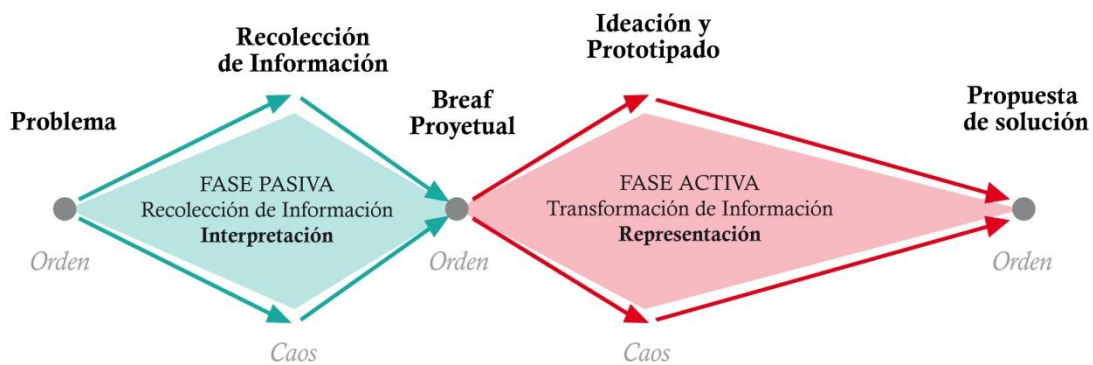 Problema
Recolección
de Información
Breaf
Proyetual
Ideación y
Prototipado
Propuesta
de solución
FASE PASIVA
Recolección de Información
Interpretación
FASE ACTIVA
Transformación de Información
Representación
Orden
Caos
Orden
Caos
Orden